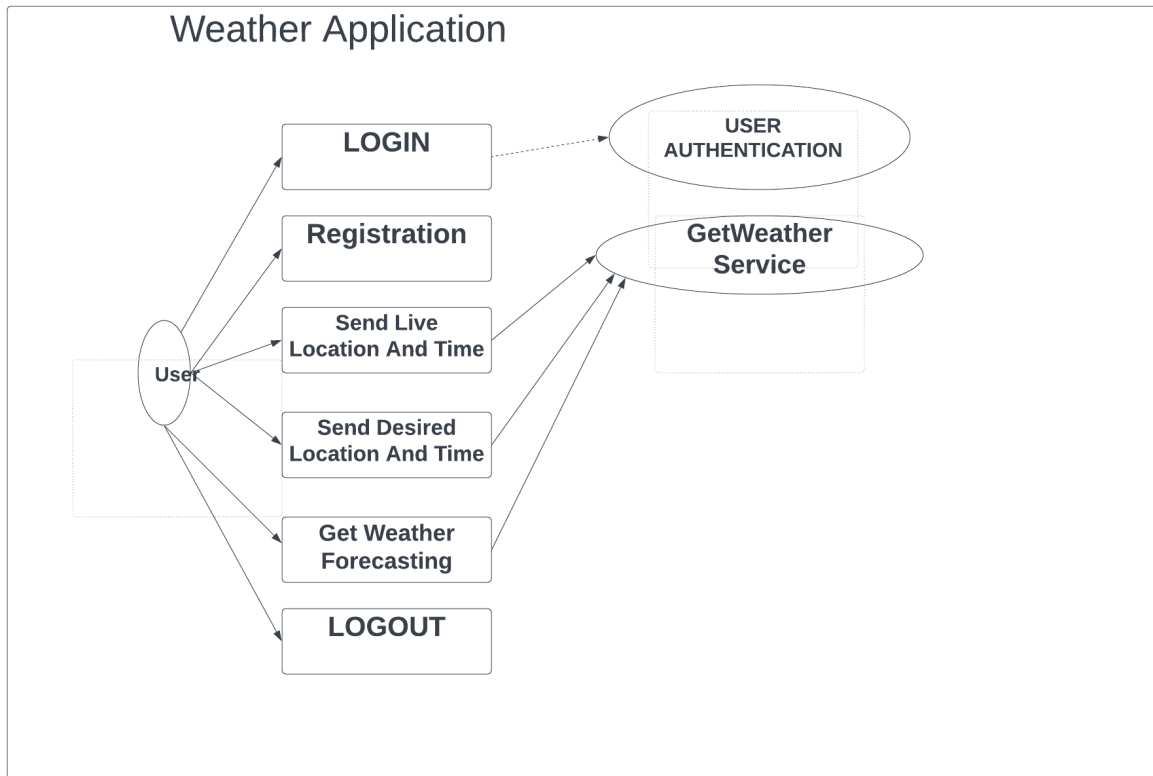 Weather Application
LOGIN
USER
AUTHENTICATION
Registration
GetWeather
Service
Send Live
Location And Time
User
Send Desired
Location And Time
Get Weather
Forecasting
LOGOUT